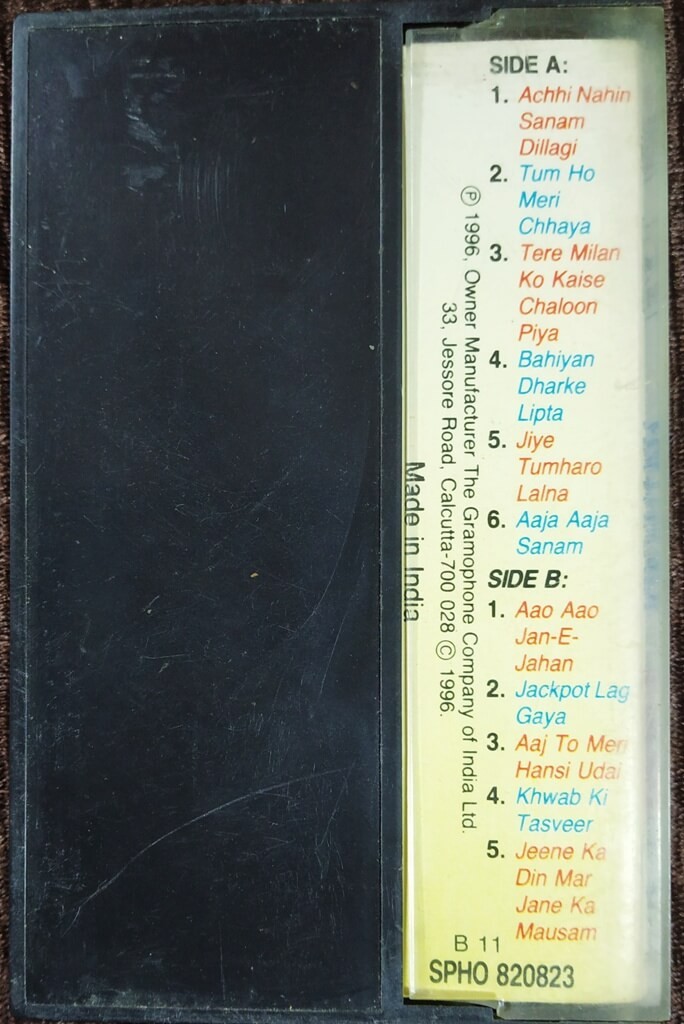 SIDE A:
1. Achhi Nahin
Sanam
Dillagi
2. Tum Ho
Meri
Chhaya
3. Tere Milan
Ko Kaise
Chaloon
Piya
4. Bahiyan
Dharke
Lipta
5. Jiye
Tumharo
Lalna
6. Aaja Aaja
Sanam
SIDE B:
1. Aao Aao
Jan-E-
Jahan
2. Jackpot Lag
Gaya
3. Aaj To Meri
Hansi Udai
4. Khwab Ki
Tasveer
5. Jeene Ka
Din Mar
Jane Ka
Mausam
B 11
SPHO 820823
℗ 1996, Owner Manufacturer The Gramophone Company of India Ltd.
33, Jessore Road, Calcutta-700 028 © 1996.
Made in India